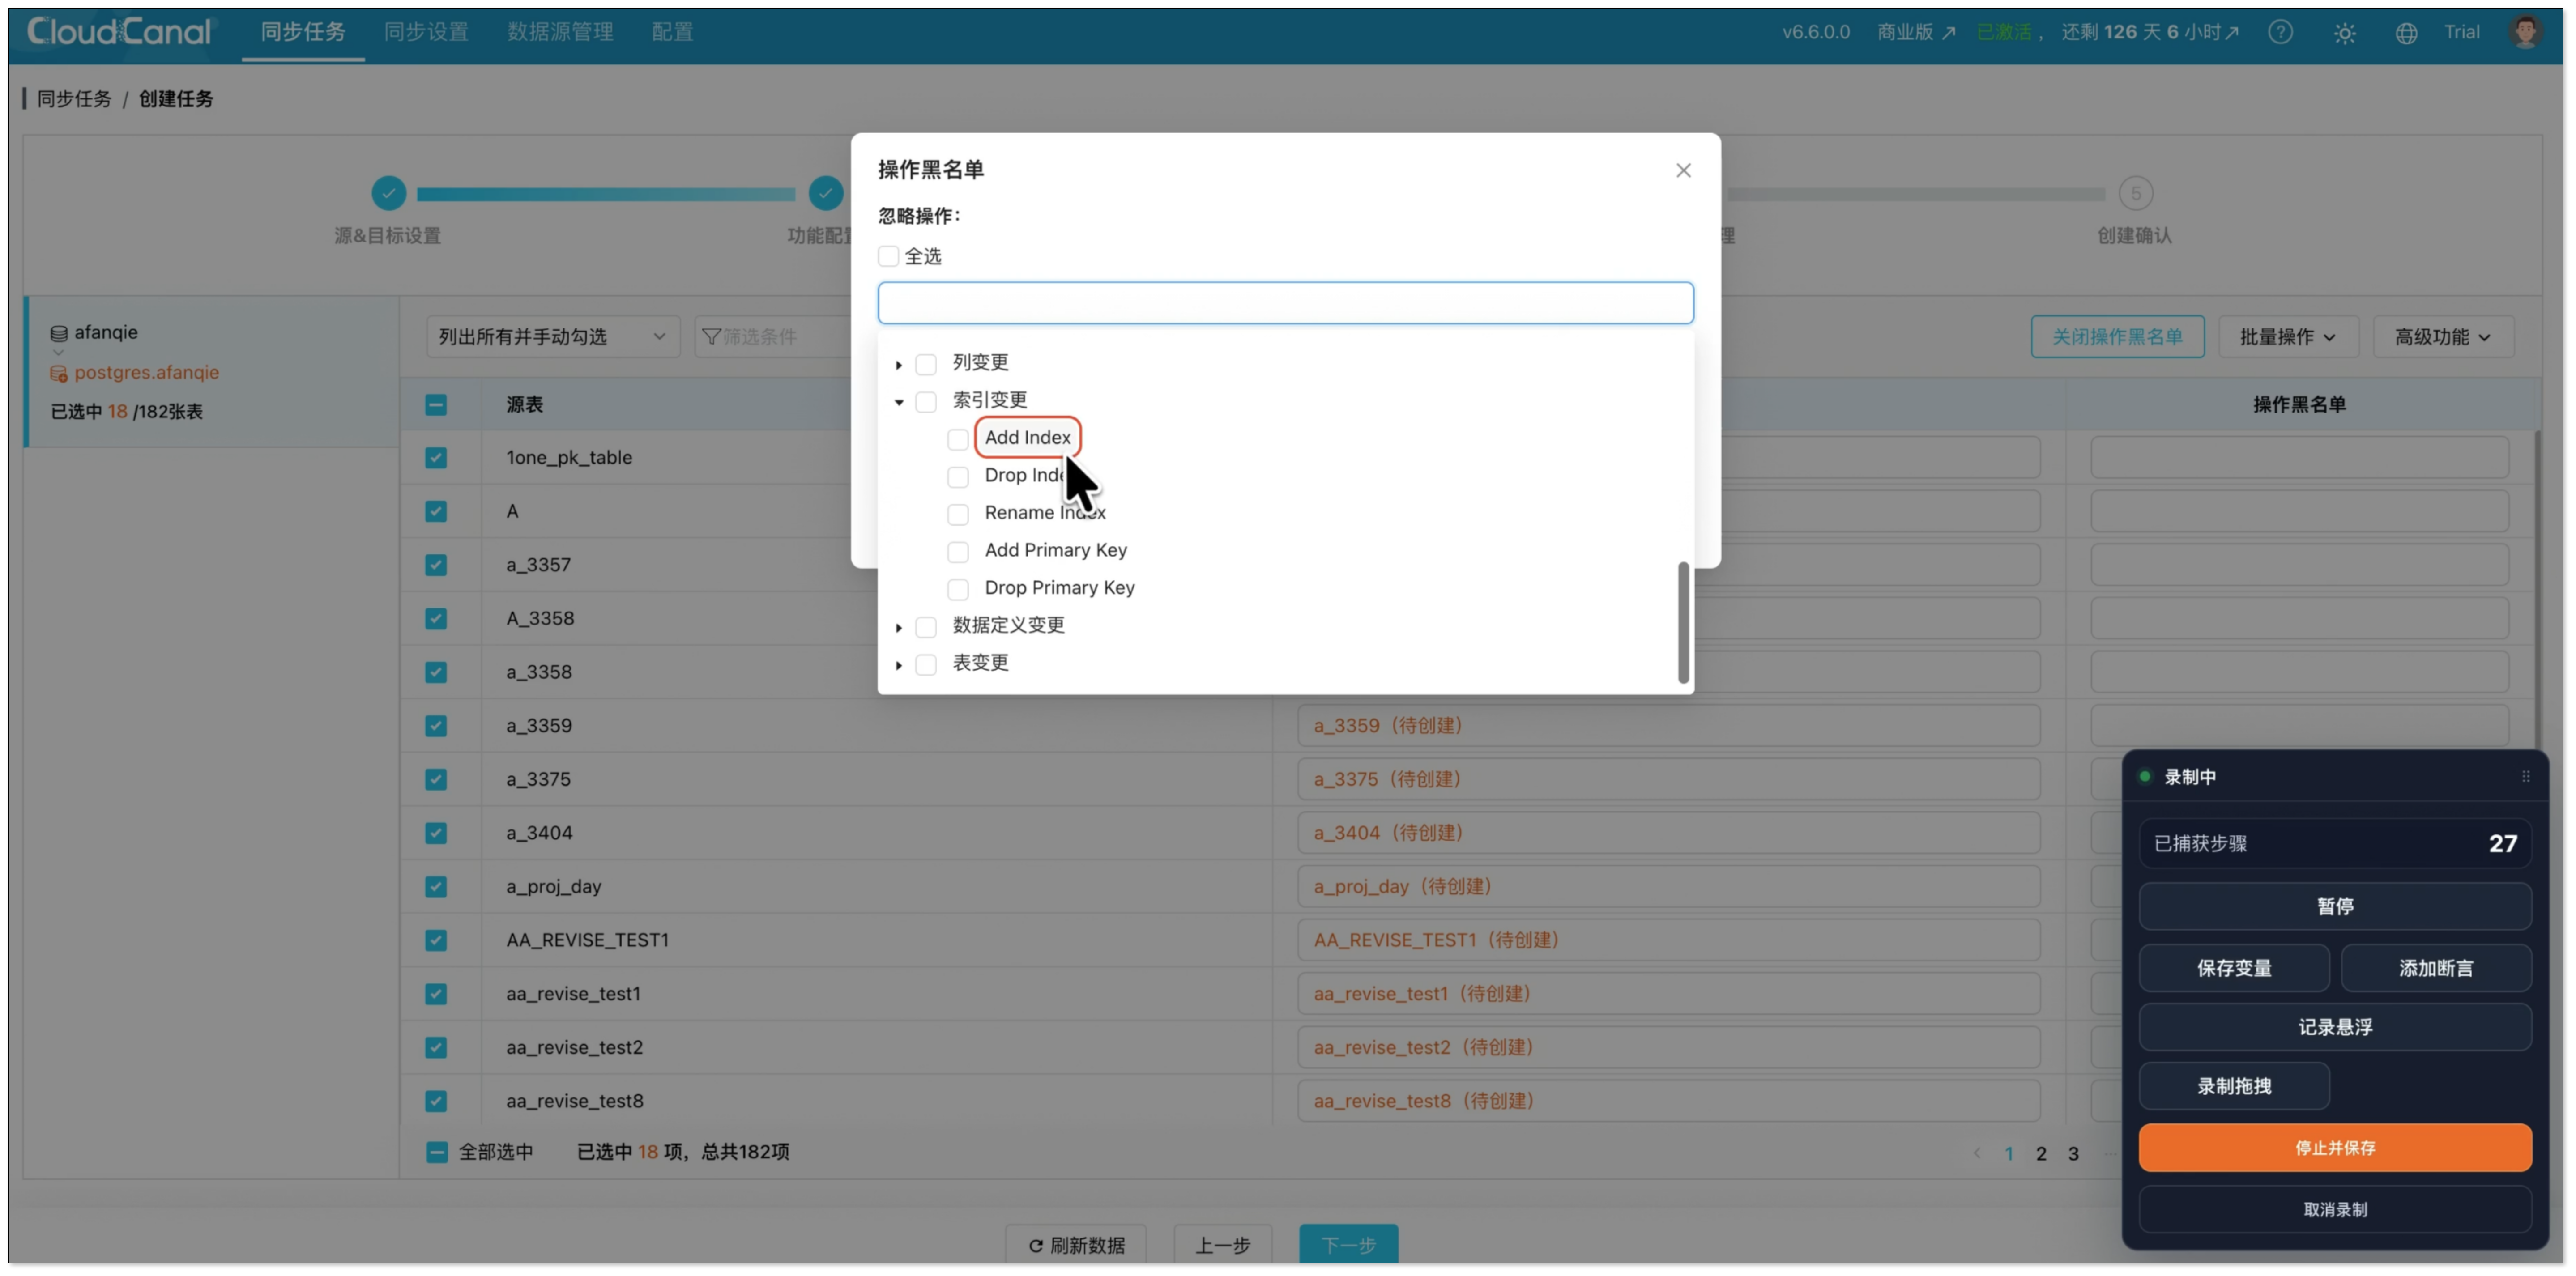 CloudCanal 同步任务 同步设置 数据源管理 配置 v6.6.0.0 商业版 已激活， 还剩 126 天 6 小时 Trial
同步任务 / 创建任务
操作黑名单
忽略操作：
全选
源&目标设置 功能配 理 5 创建确认
afanqie
postgres.afanqie
已选中 18 /182张表
列出所有并手动勾选 筛选条件 关闭操作黑名单 批量操作 高级功能
源表 操作黑名单
列变更
索引变更
Add Index
Drop Inde
Rename Index
Add Primary Key
Drop Primary Key
数据定义变更
表变更
1one_pk_table
A
a_3357
A_3358
a_3358
a_3359 a_3359（待创建）
a_3375 a_3375（待创建）
a_3404 a_3404（待创建）
a_proj_day a_proj_day（待创建）
AA_REVISE_TEST1 AA_REVISE_TEST1（待创建）
aa_revise_test1 aa_revise_test1（待创建）
aa_revise_test2 aa_revise_test2（待创建）
aa_revise_test8 aa_revise_test8（待创建）
全部选中 已选中 18 项，总共182项 1 2 3
刷新数据 上一步 下一步
录制中
已捕获步骤 27
暂停
保存变量 添加断言
记录悬浮
录制拖拽
停止并保存
取消录制